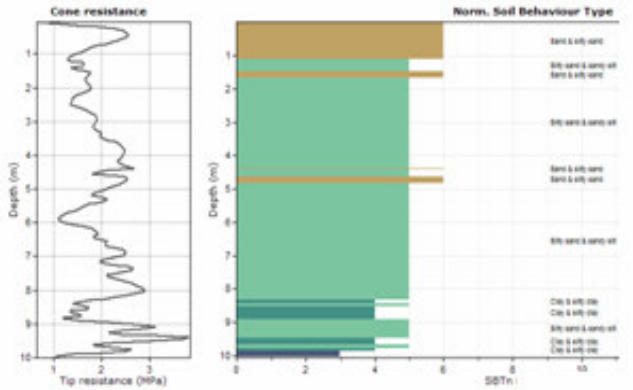 Cone resistance
1
2
3
4
5
6
7
8
9
10
Depth (m)
1
2
3
Tip resistance (MPa)
Norm. Soil Behaviour Type
1
2
3
4
5
6
7
8
9
10
Depth (m)
0
2
4
6
8
10
SBTn
Sand & silty sand
Silty sand & sandy silt
Sand & silty sand
Silty sand & sandy silt
Sand & silty sand
Sand & silty sand
Silty sand & sandy silt
Clay & silty clay
Clay & silty clay
Silty sand & sandy silt
Clay & silty clay
Clay & silty clay